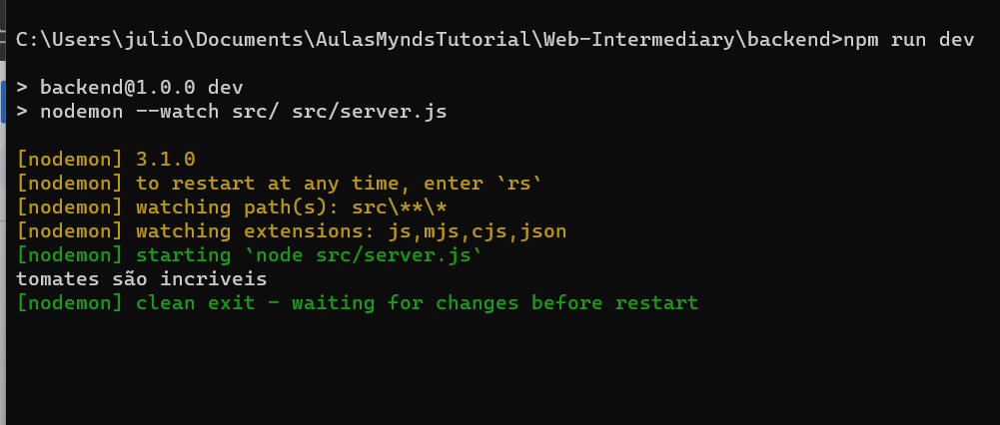 C:\Users\julio\Documents\AulasMyndsTutorial\Web-Intermediary\backend>npm run dev
> backend@1.0.0 dev
> nodemon --watch src/ src/server.js
[nodemon] 3.1.0
[nodemon] to restart at any time, enter `rs`
[nodemon] watching path(s): src\**\*
[nodemon] watching extensions: js,mjs,cjs,json
[nodemon] starting `node src/server.js`
tomates são incriveis
[nodemon] clean exit - waiting for changes before restart